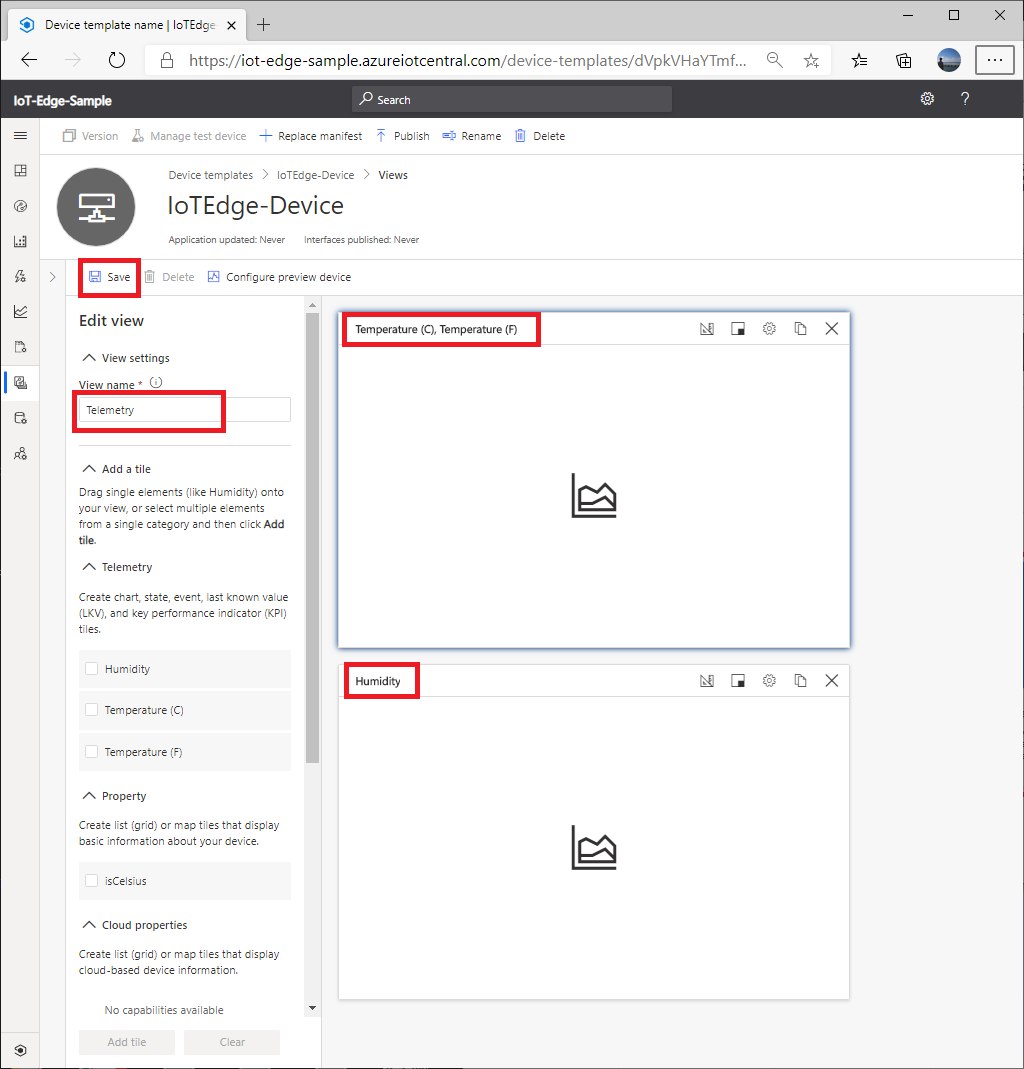 Device template name | IoTEdge
https://iot-edge-sample.azureiotcentral.com/device-templates/dVpkVHaYTmf...
IoT-Edge-Sample
Search
?
Version
Manage test device
Replace manifest
Publish
Rename
Delete
Device templates > IoTEdge-Device > Views
IoTEdge-Device
Application updated: Never
Interfaces published: Never
Save
Delete
Configure preview device
Edit view
View settings
View name *
Telemetry
Add a tile
Drag single elements (like Humidity) onto
your view, or select multiple elements
from a single category and then click Add
tile.
Telemetry
Create chart, state, event, last known value
(LKV), and key performance indicator (KPI)
tiles.
Humidity
Temperature (C)
Temperature (F)
Property
Create list (grid) or map tiles that display
basic information about your device.
isCelsius
Cloud properties
Create list (grid) or map tiles that display
cloud-based device information.
No capabilities available
Add tile
Clear
Temperature (C), Temperature (F)
Humidity